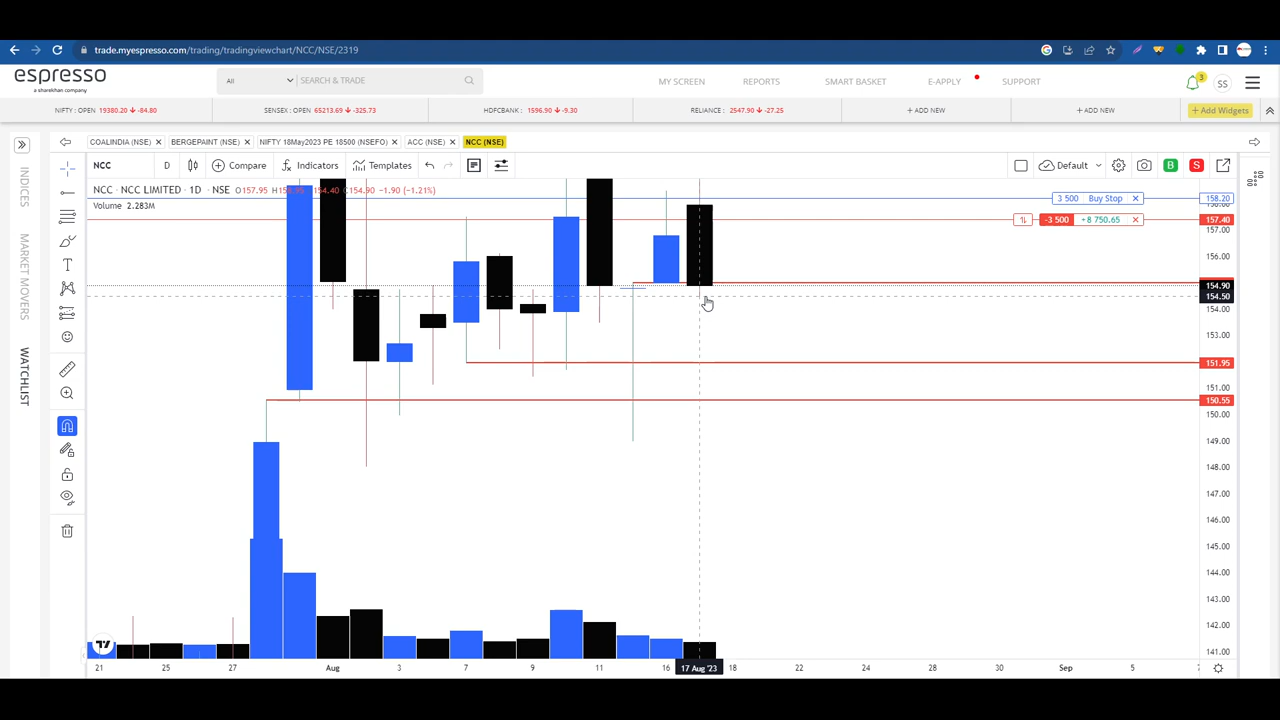 trade.myespresso.com/trading/tradingviewchart/NCC/NSE/2319
espresso
a sharekhan company
All
SEARCH & TRADE
MY SCREEN
REPORTS
SMART BASKET
E-APPLY
SUPPORT
3
SS
NIFTY : OPEN 19380.20 ↓ -84.80
SENSEX : OPEN 65213.69 ↓ -325.73
HDFCBANK : 1596.90 ↓ -9.30
RELIANCE : 2547.90 ↓ -27.25
+ ADD NEW
+ ADD NEW
+ Add Widgets
COALINDIA (NSE) ×
BERGEPAINT (NSE) ×
NIFTY 18May2023 PE 18500 (NSEFO) ×
ACC (NSE) ×
NCC (NSE)
NCC
D
Compare
Indicators
Templates
Default
B
S
INDICES
MARKET MOVERS
WATCHLIST
NCC · NCC LIMITED · 1D · NSE O157.95 154.40 154.90 −1.90 (−1.21%)
Volume 2.283M
3 500 Buy Stop ×
158.20
-3 500 +8 750.65 ×
157.40
157.00
156.00
154.90
154.50
154.00
153.00
151.95
151.00
150.55
150.00
149.00
148.00
147.00
146.00
145.00
144.00
143.00
142.00
141.00
21 25 27 Aug 3 7 9 11 16 17 Aug '23 18 22 24 28 30 Sep 5